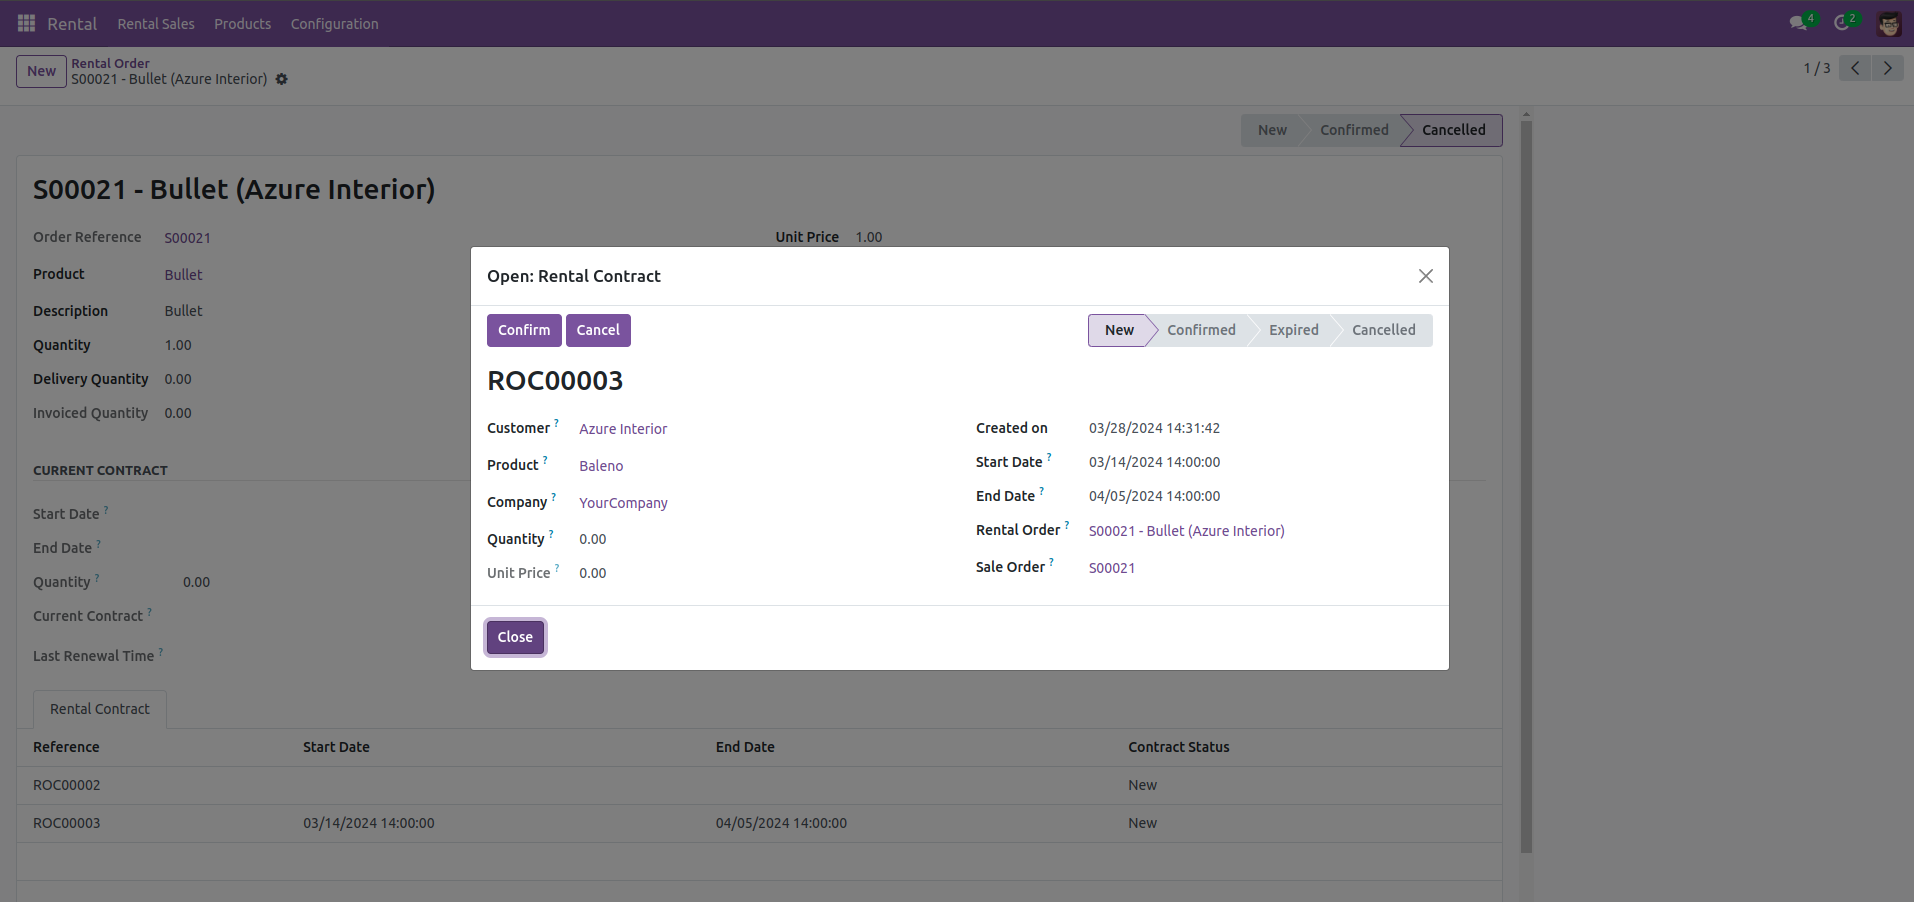 Rental Rental Sales Products Configuration 4 2
New Rental Order
S00021 - Bullet (Azure Interior) 1 / 3
New Confirmed Cancelled
S00021 - Bullet (Azure Interior)
Order Reference S00021 Unit Price 1.00
Product Bullet
Description Bullet
Quantity 1.00
Delivery Quantity 0.00
Invoiced Quantity 0.00
CURRENT CONTRACT
Start Date ?
End Date ?
Quantity ? 0.00
Current Contract ?
Last Renewal Time ?
Open: Rental Contract
Confirm Cancel New Confirmed Expired Cancelled
ROC00003
Customer ? Azure Interior
Product ? Baleno
Company ? YourCompany
Quantity ? 0.00
Unit Price ? 0.00
Created on 03/28/2024 14:31:42
Start Date ? 03/14/2024 14:00:00
End Date ? 04/05/2024 14:00:00
Rental Order ? S00021 - Bullet (Azure Interior)
Sale Order ? S00021
Close
Rental Contract
Reference Start Date End Date Contract Status
ROC00002 New
ROC00003 03/14/2024 14:00:00 04/05/2024 14:00:00 New